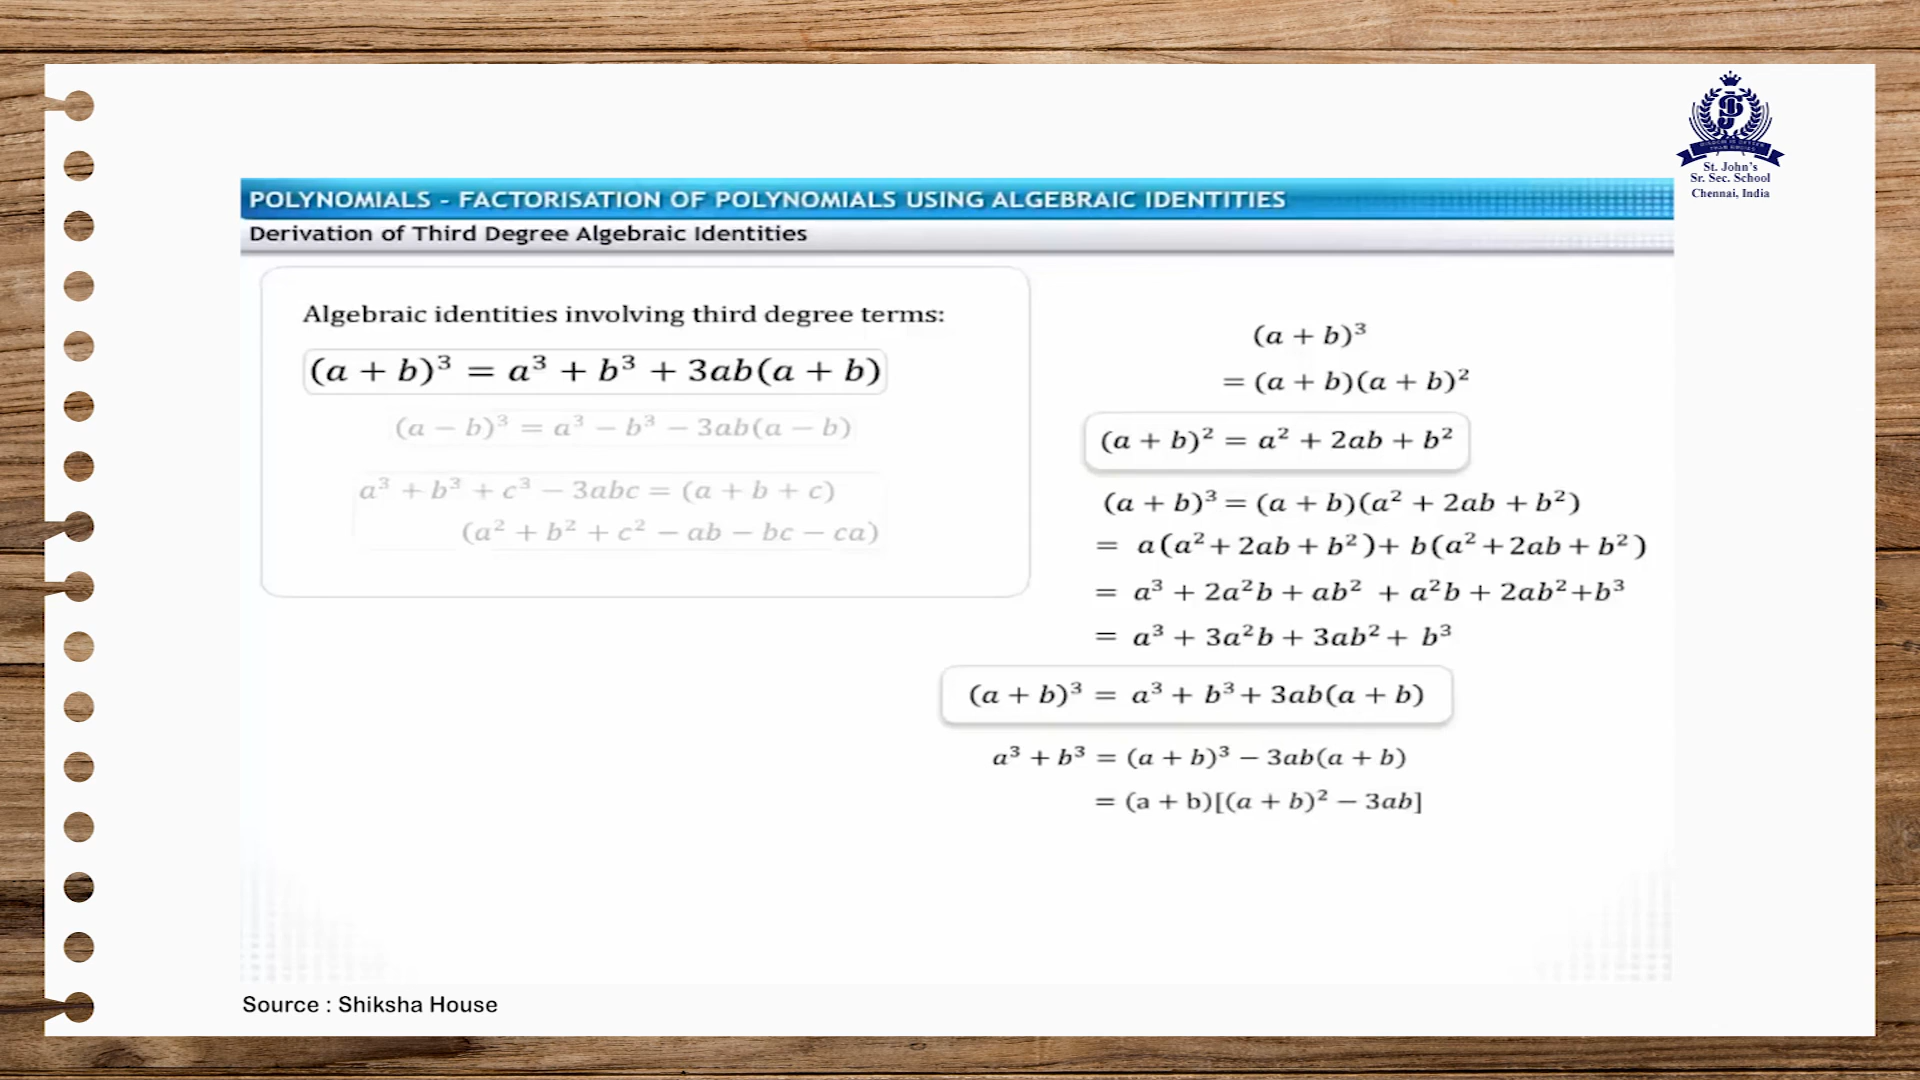 St. John's
Sr. Sec. School
Chennai, India
POLYNOMIALS - FACTORISATION OF POLYNOMIALS USING ALGEBRAIC IDENTITIES
Derivation of Third Degree Algebraic Identities
Algebraic identities involving third degree terms:
(a + b)³ = a³ + b³ + 3ab(a + b)
(a − b)³ = a³ − b³ − 3ab(a − b)
a³ + b³ + c³ − 3abc = (a + b + c)
(a² + b² + c² − ab − bc − ca)
(a + b)³
= (a + b)(a + b)²
(a + b)² = a² + 2ab + b²
(a + b)³ = (a + b)(a² + 2ab + b²)
= a(a² + 2ab + b²) + b(a² + 2ab + b²)
= a³ + 2a²b + ab² + a²b + 2ab² + b³
= a³ + 3a²b + 3ab² + b³
(a + b)³ = a³ + b³ + 3ab(a + b)
a³ + b³ = (a + b)³ − 3ab(a + b)
= (a + b)[(a + b)² − 3ab]
Source : Shiksha House